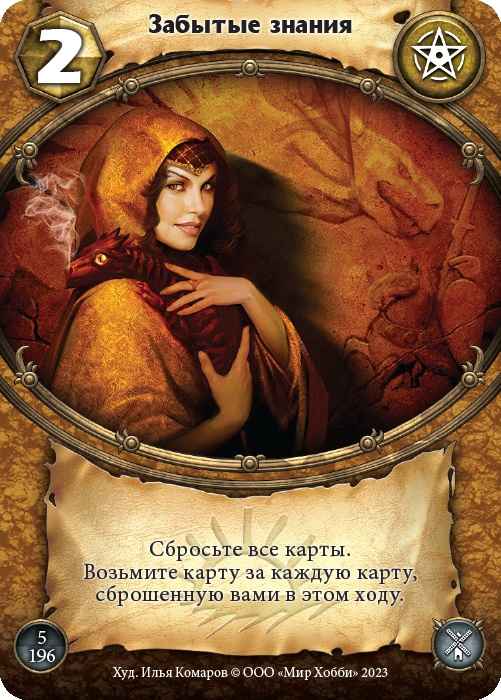 Забытые знания
2
Сбросьте все карты.
Возьмите карту за каждую карту,
сброшенную вами в этом ходу.
5
196
Худ. Илья Комаров © ООО «Мир Хобби» 2023